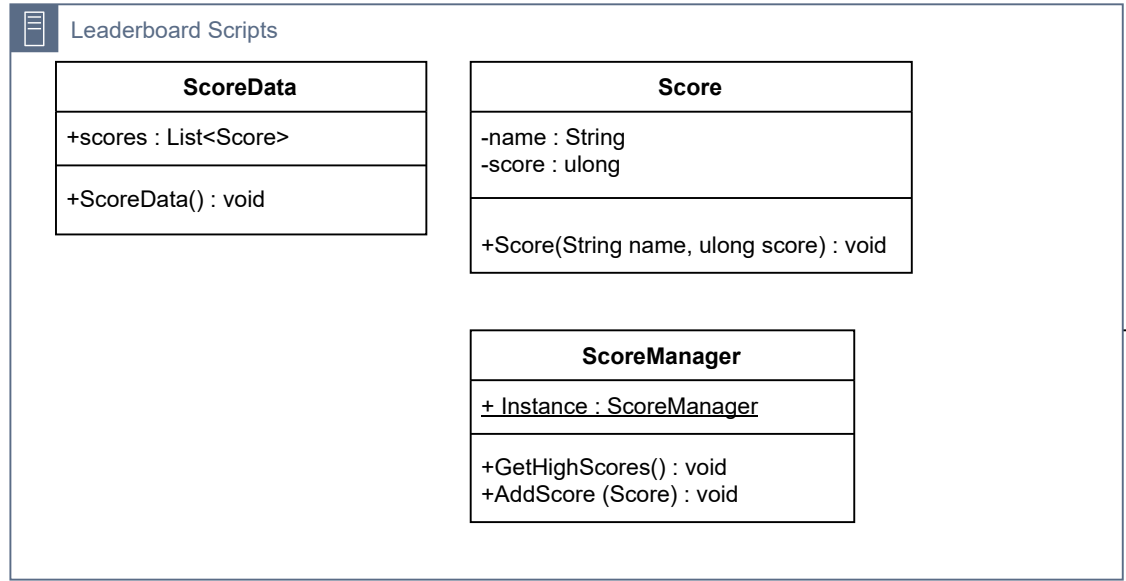 Leaderboard Scripts
ScoreData
+scores : List<Score>
+ScoreData() : void
Score
-name : String
-score : ulong
+Score(String name, ulong score) : void
ScoreManager
+ Instance : ScoreManager
+GetHighScores() : void
+AddScore (Score) : void